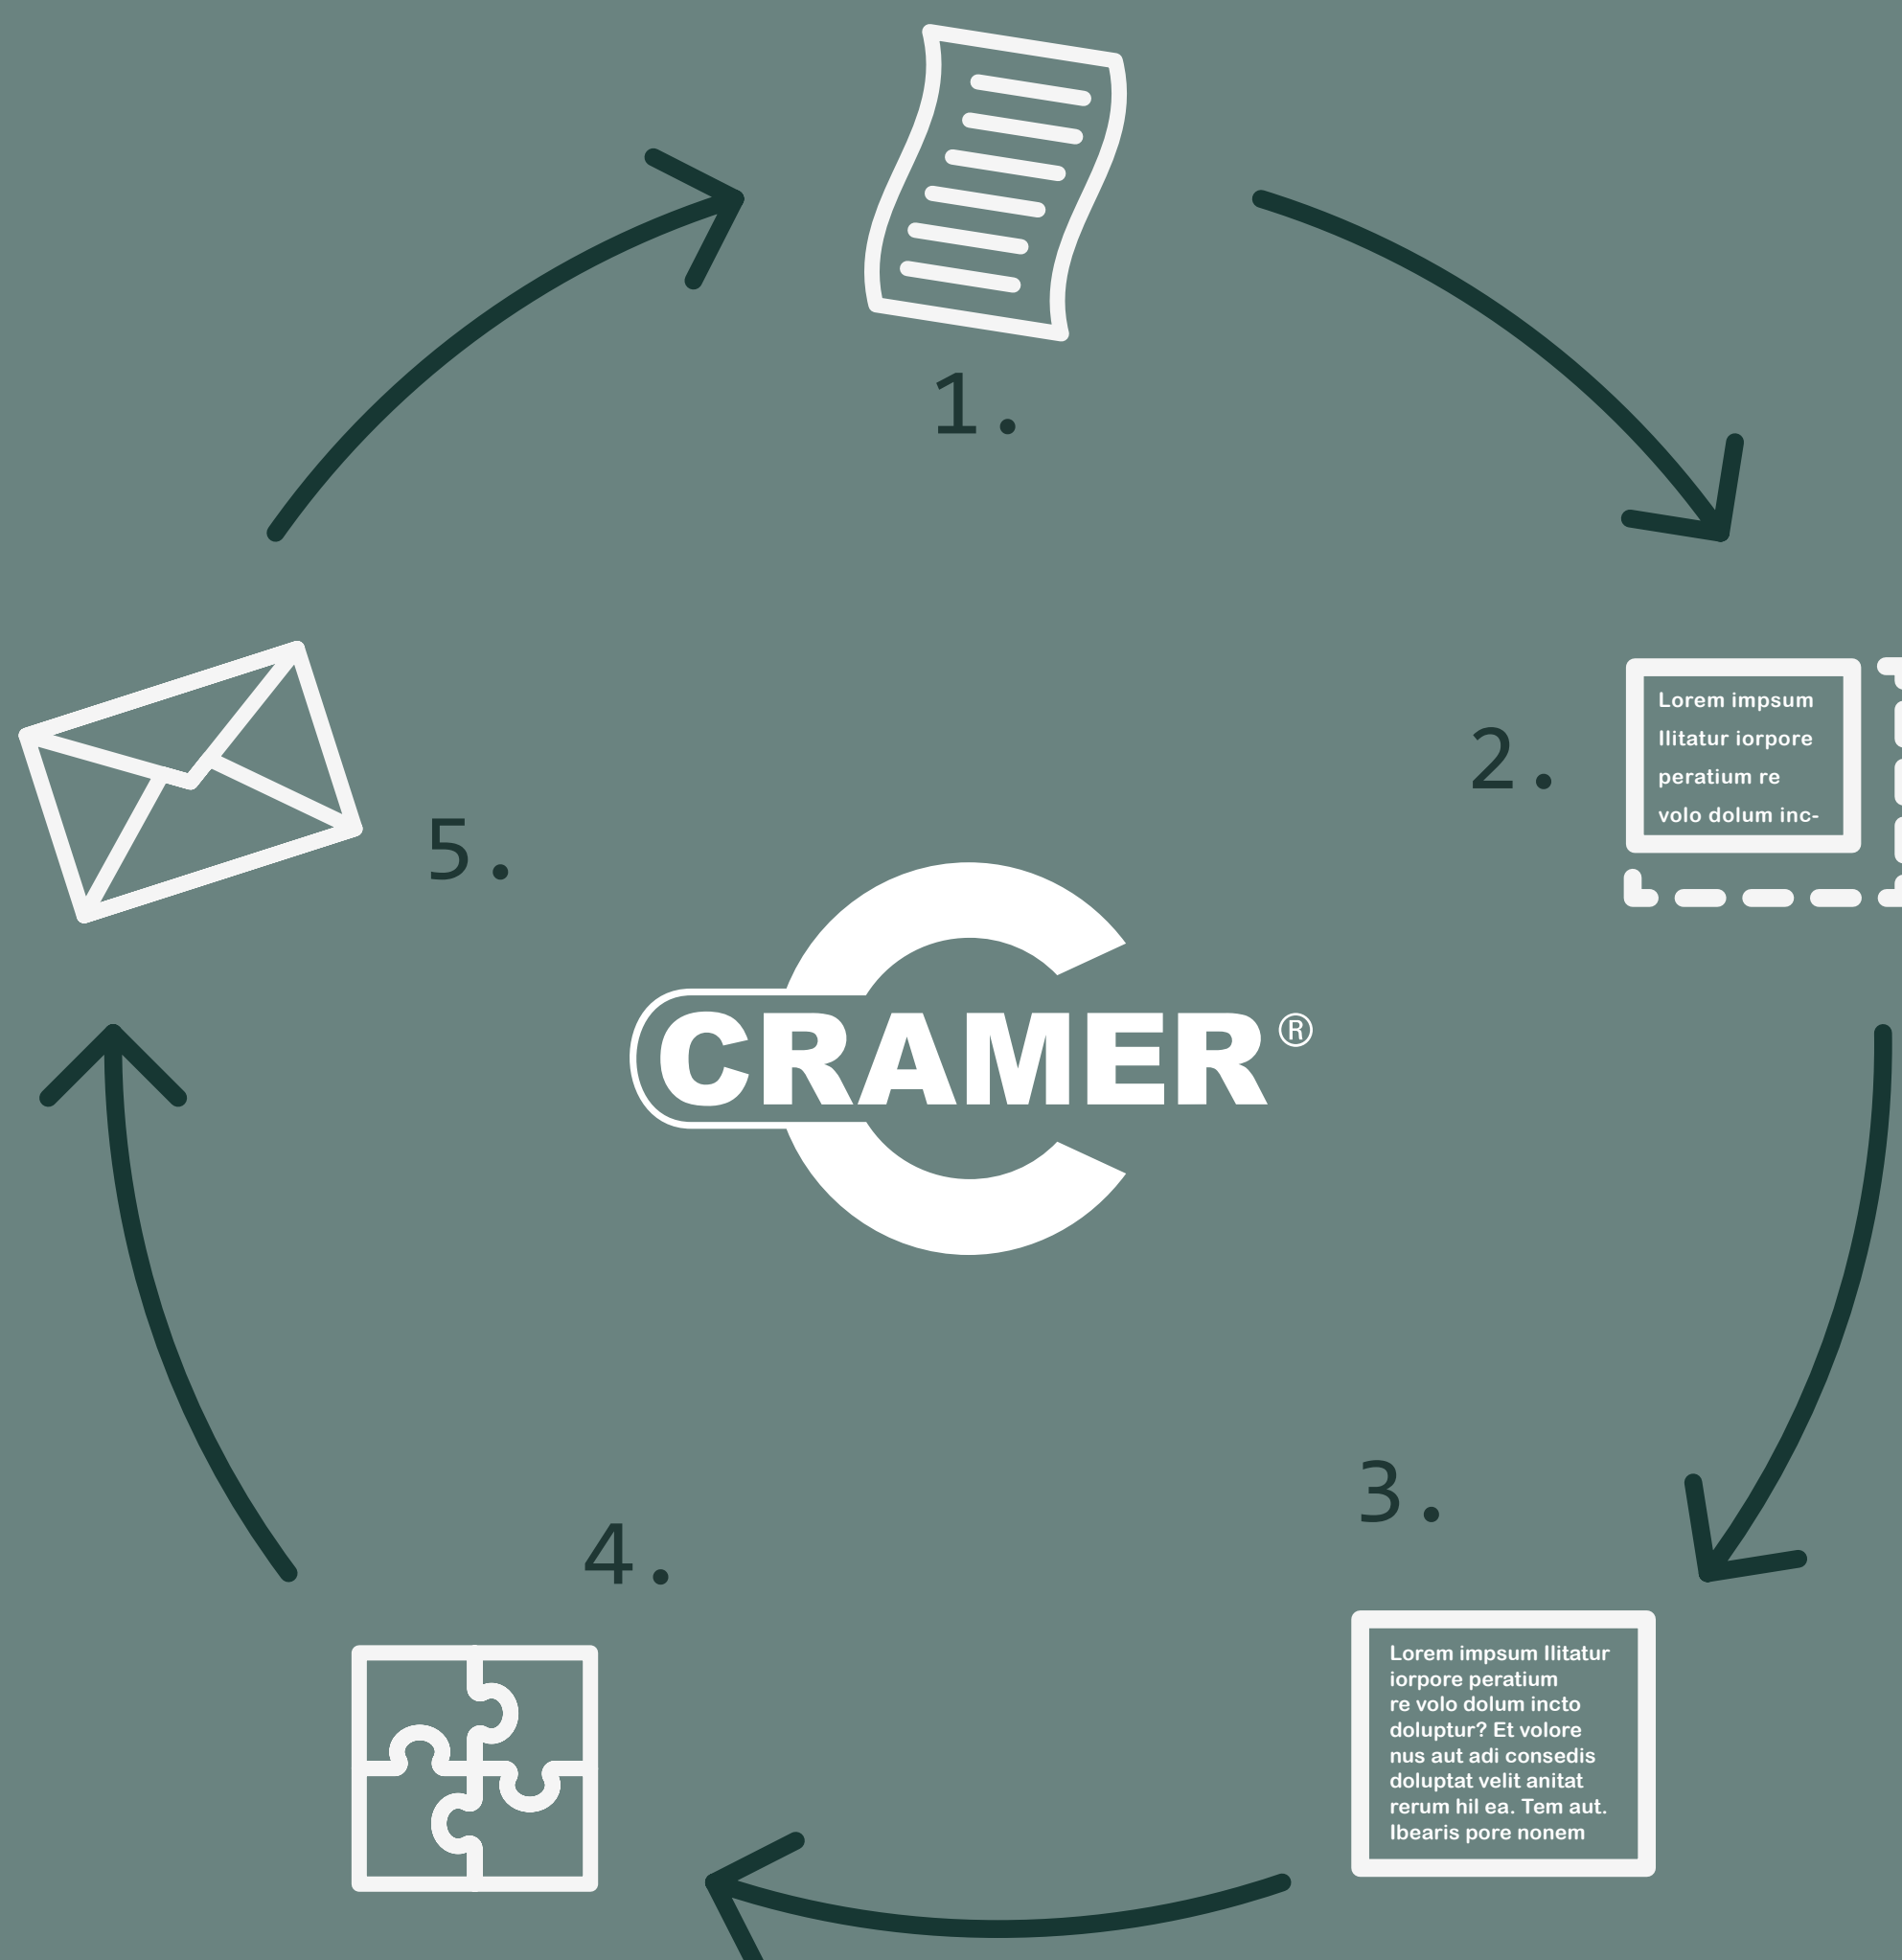 1.
2.
Lorem impsum
llitatur iorpore
peratium re
volo dolum inc-
5.
CRAMER®
3.
4.
Lorem impsum llitatur
iorpore peratium
re volo dolum incto
doluptur? Et volore
nus aut adi consedis
doluptat velit anitat
rerum hil ea. Tem aut.
Ibearis pore nonem